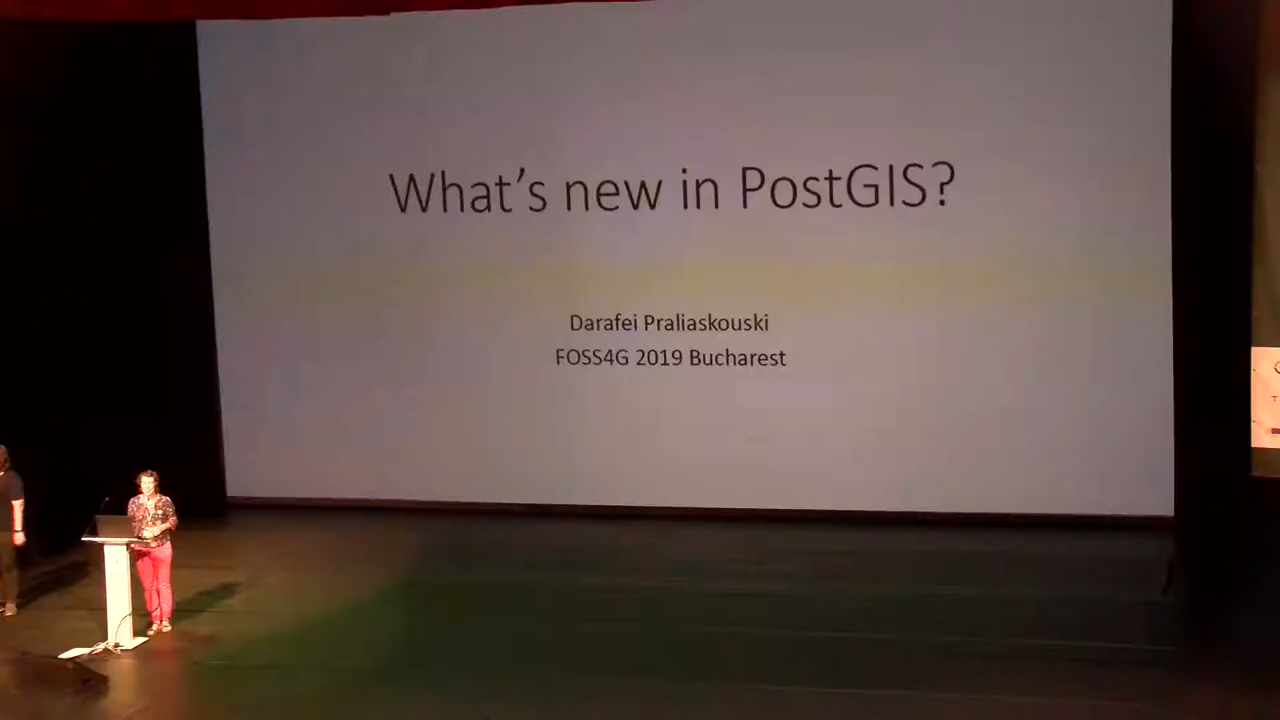 What's new in PostGIS?
Darafei Praliaskouski
FOSS4G 2019 Bucharest